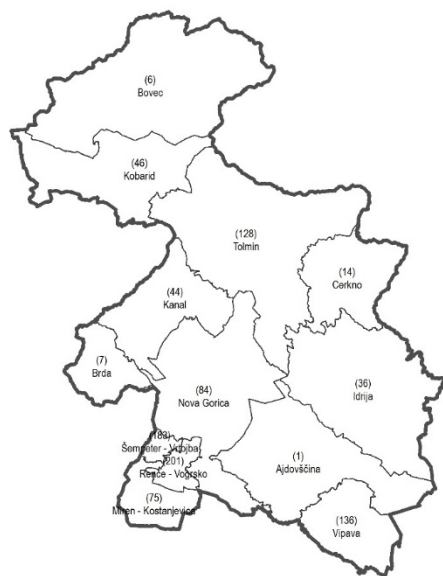 (6)
Bovec
(46)
Kobarid
(128)
Tolmin
(14)
Cerkno
(44)
Kanal
(7)
Brda
(84)
Nova Gorica
(36)
Idrija
(183)
Šempeter - Vrtojba
(201)
Renče - Vogrsko
(1)
Ajdovščina
(75)
Miren - Kostanjevica
(136)
Vipava